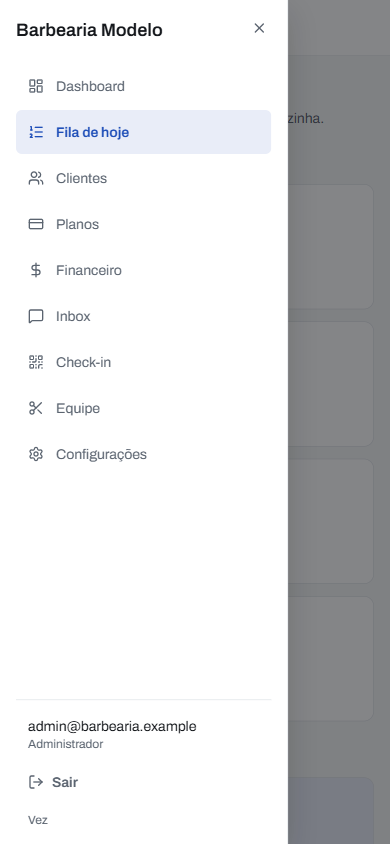 Barbearia Modelo
Dashboard
Fila de hoje
Clientes
Planos
Financeiro
Inbox
Check-in
Equipe
Configurações
zinha.
admin@barbearia.example
Administrador
Sair
Vez